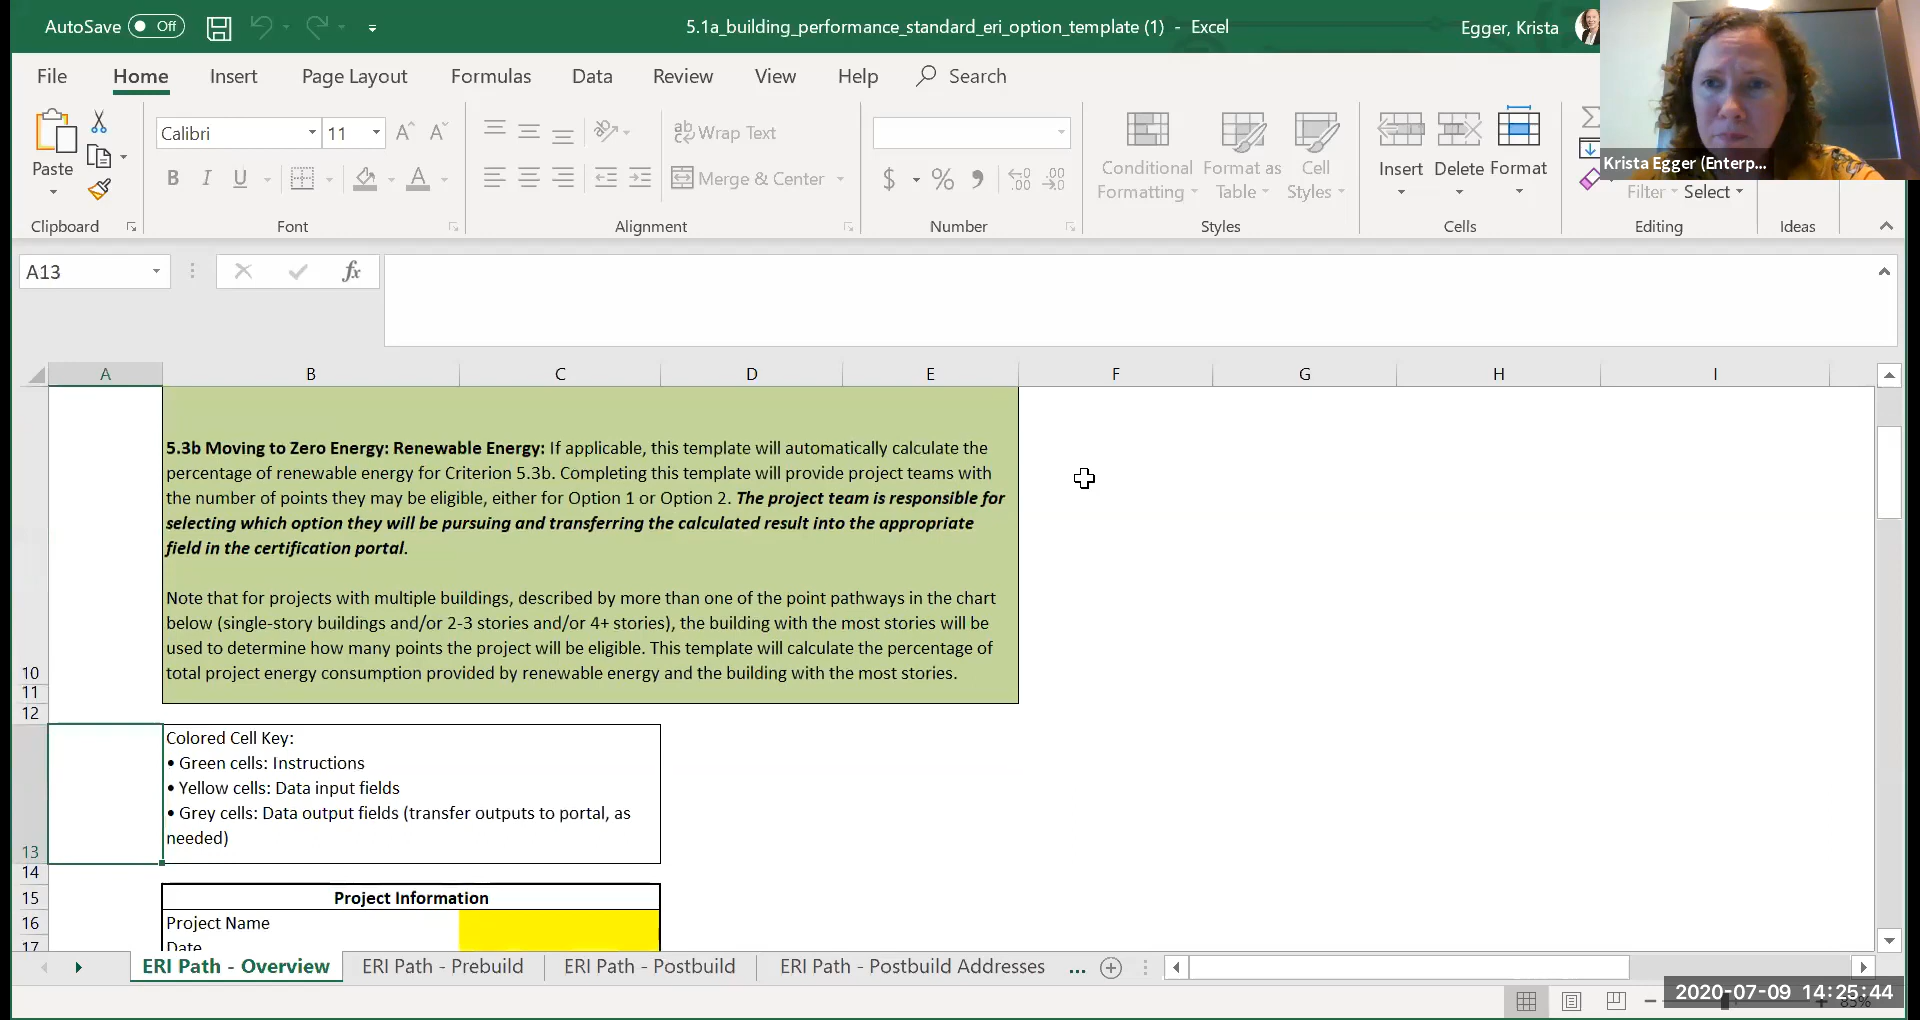 AutoSave Off
5.1a_building_performance_standard_eri_option_template (1) - Excel
Egger, Krista
File Home Insert Page Layout Formulas Data Review View Help Search
Paste
Clipboard
Calibri 11
B I U
Font
Wrap Text
Merge & Center
Alignment
$ % 
Number
Conditional Formatting
Format as Table
Cell Styles
Styles
Insert Delete Format
Cells
Filter Select
Editing
Ideas
Krista Egger (Enterp...
A13
fx
A B C D E F G H I
5.3b Moving to Zero Energy: Renewable Energy: If applicable, this template will automatically calculate the
percentage of renewable energy for Criterion 5.3b. Completing this template will provide project teams with
the number of points they may be eligible, either for Option 1 or Option 2. The project team is responsible for
selecting which option they will be pursuing and transferring the calculated result into the appropriate
field in the certification portal.
Note that for projects with multiple buildings, described by more than one of the point pathways in the chart
below (single-story buildings and/or 2-3 stories and/or 4+ stories), the building with the most stories will be
used to determine how many points the project will be eligible. This template will calculate the percentage of
10 total project energy consumption provided by renewable energy and the building with the most stories.
11
12
Colored Cell Key:
• Green cells: Instructions
• Yellow cells: Data input fields
• Grey cells: Data output fields (transfer outputs to portal, as
needed)
13
14
15 Project Information
16 Project Name
17 Date
ERI Path - Overview ERI Path - Prebuild ERI Path - Postbuild ERI Path - Postbuild Addresses ...
2020-07-09 14:25:44